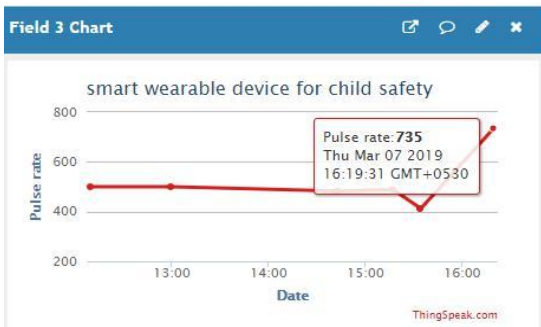 Field 3 Chart
smart wearable device for child safety
800
600
400
200
Pulse rate
Pulse rate:735
Thu Mar 07 2019
16:19:31 GMT+0530
13:00
14:00
15:00
16:00
Date
ThingSpeak.com